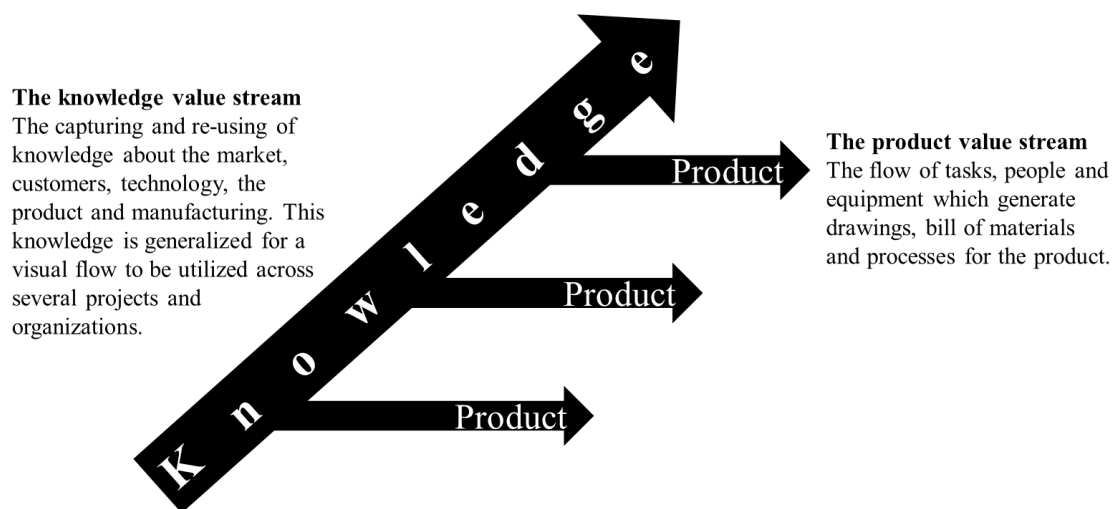 The knowledge value stream
The capturing and re-using of
knowledge about the market,
customers, technology, the
product and manufacturing. This
knowledge is generalized for a
visual flow to be utilized across
several projects and
organizations.
Knowledge
Product
Product
Product
The product value stream
The flow of tasks, people and
equipment which generate
drawings, bill of materials
and processes for the product.